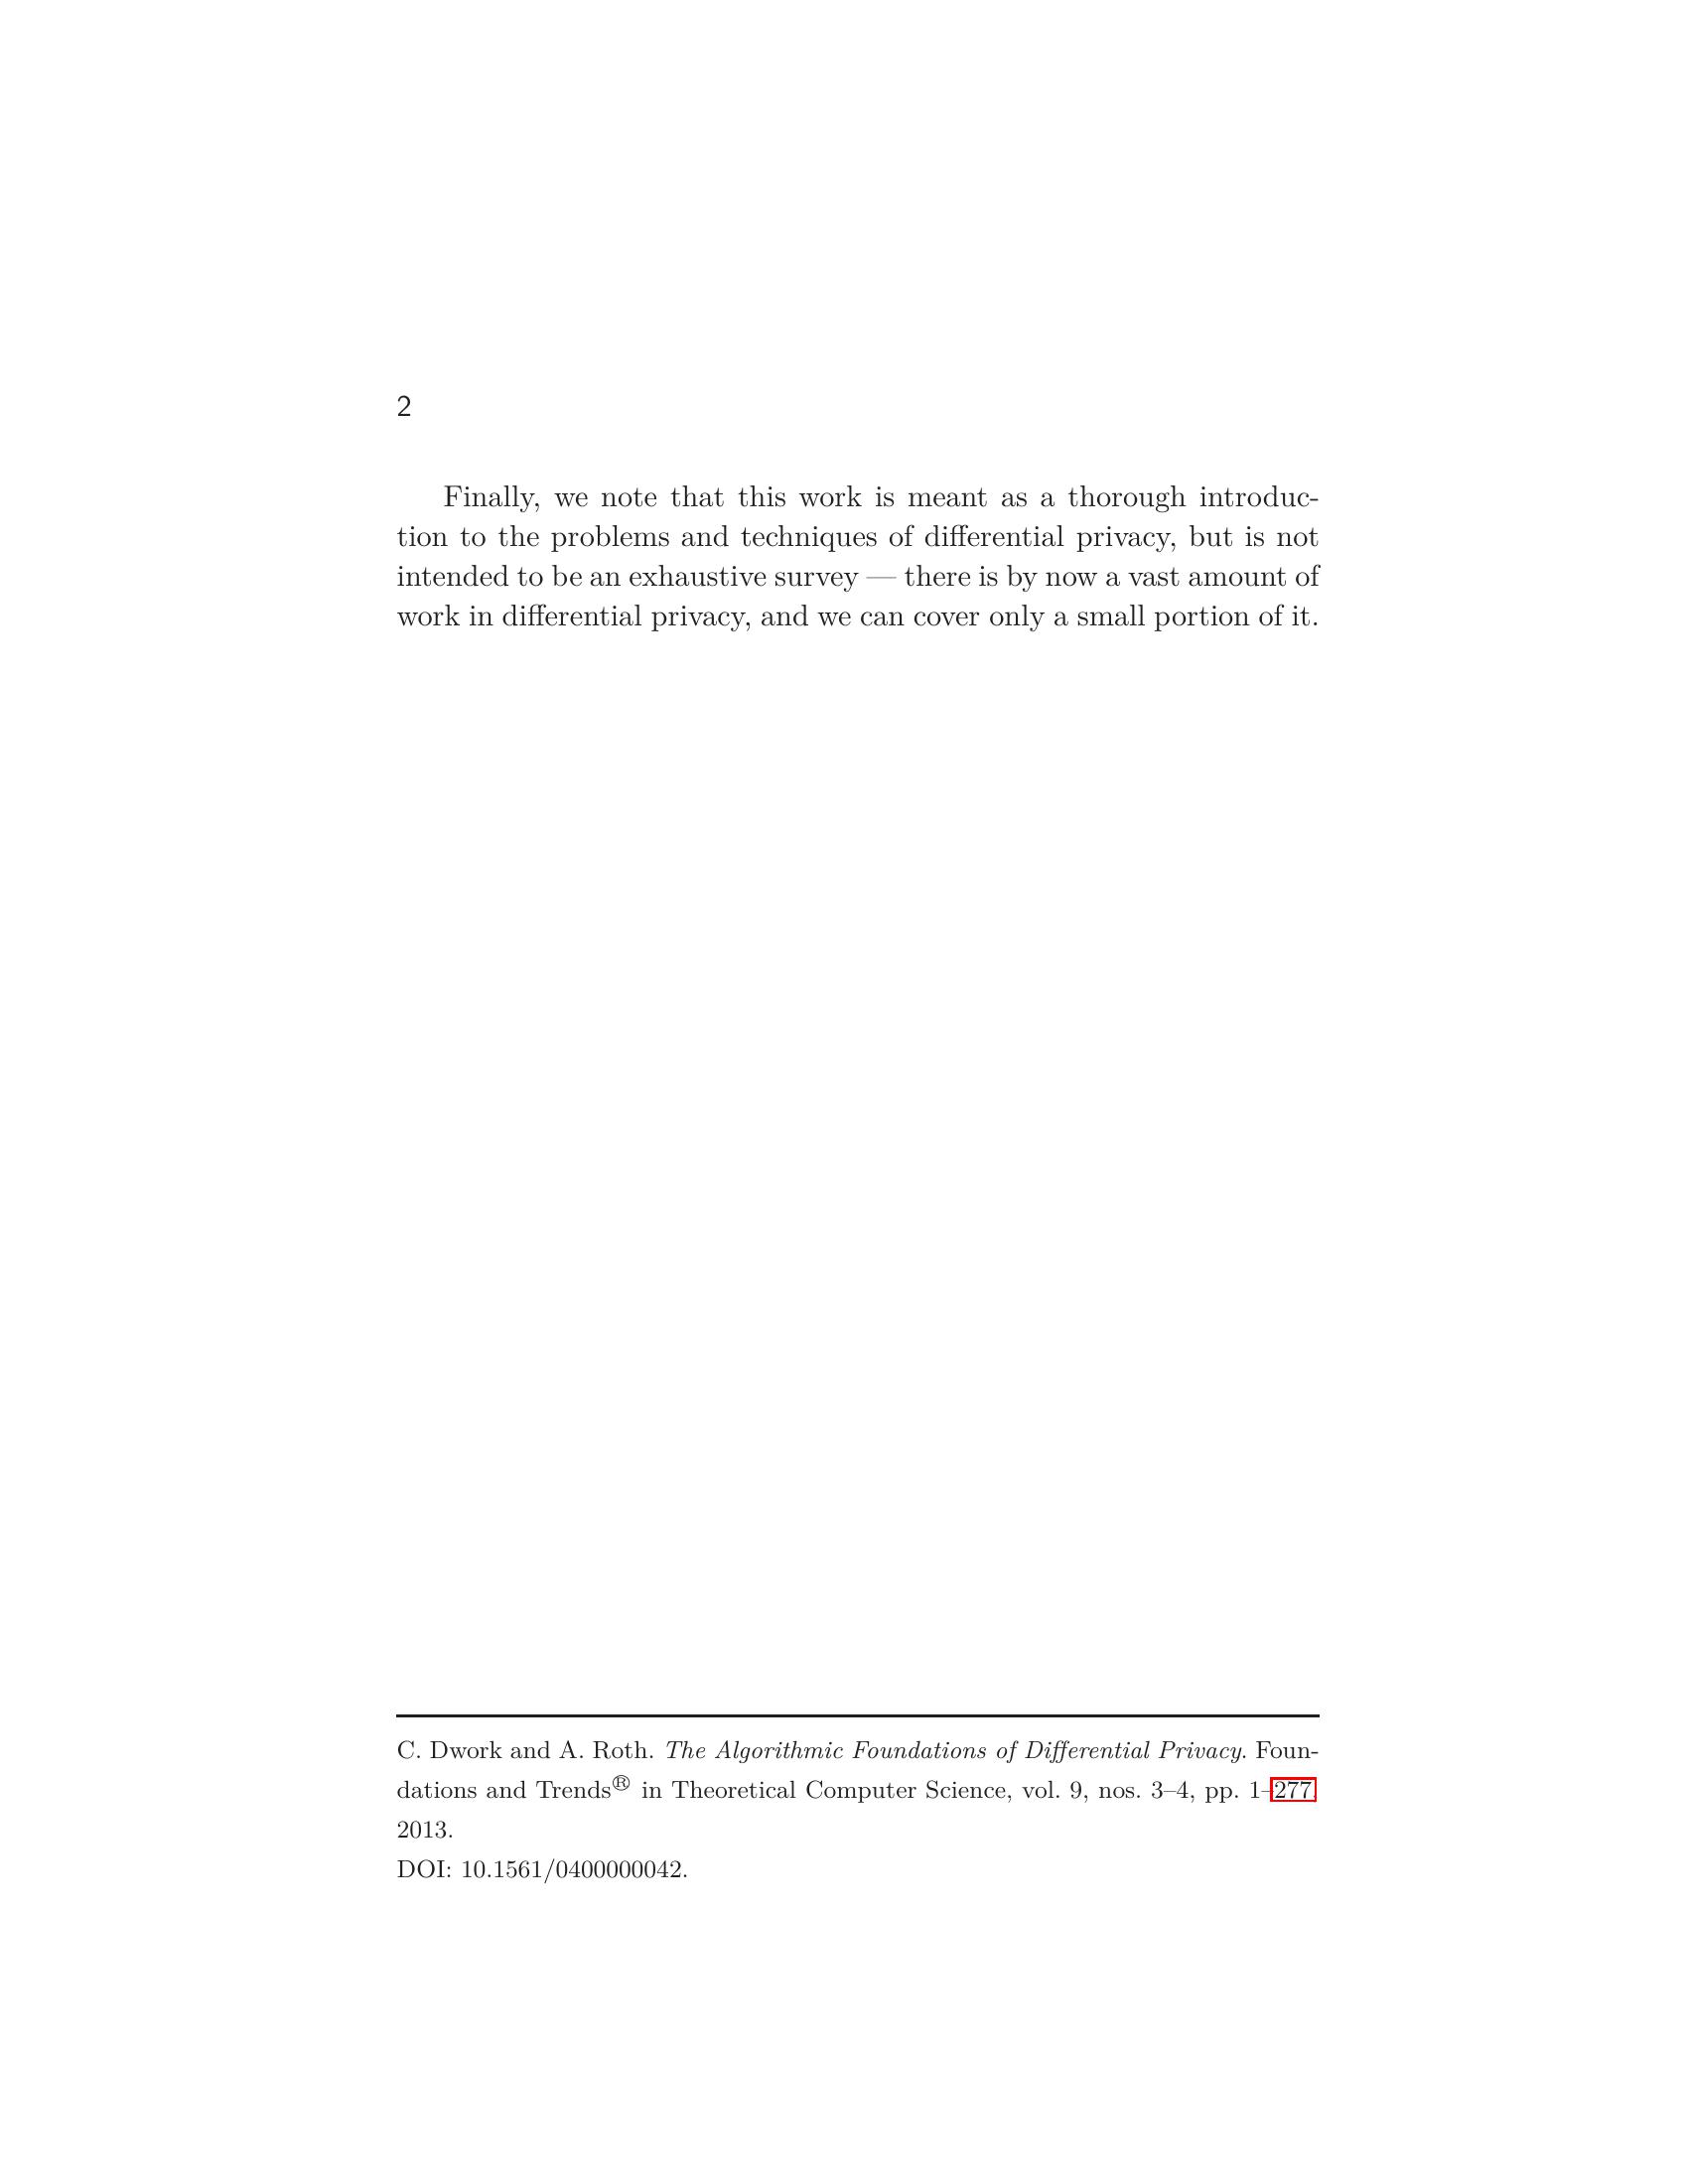 2
Finally, we note that this work is meant as a thorough introduc-
tion to the problems and techniques of differential privacy, but is not
intended to be an exhaustive survey — there is by now a vast amount of
work in differential privacy, and we can cover only a small portion of it.
C. Dwork and A. Roth. The Algorithmic Foundations of Differential Privacy. Foun-
dations and Trends® in Theoretical Computer Science, vol. 9, nos. 3–4, pp. 1–277,
2013.
DOI: 10.1561/0400000042.